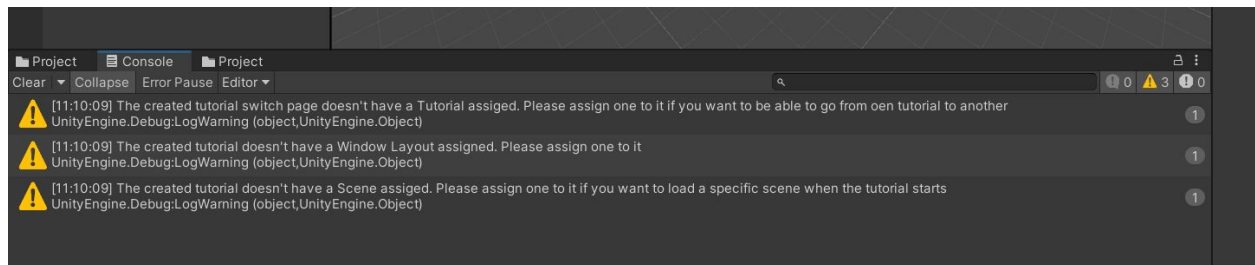 Project Console Project
Clear Collapse Error Pause Editor 0 3 0
[11:10:09] The created tutorial switch page doesn't have a Tutorial assiged. Please assign one to it if you want to be able to go from oen tutorial to another
UnityEngine.Debug:LogWarning (object,UnityEngine.Object)
1
[11:10:09] The created tutorial doesn't have a Window Layout assigned. Please assign one to it
UnityEngine.Debug:LogWarning (object,UnityEngine.Object)
1
[11:10:09] The created tutorial doesn't have a Scene assiged. Please assign one to it if you want to load a specific scene when the tutorial starts
UnityEngine.Debug:LogWarning (object,UnityEngine.Object)
1